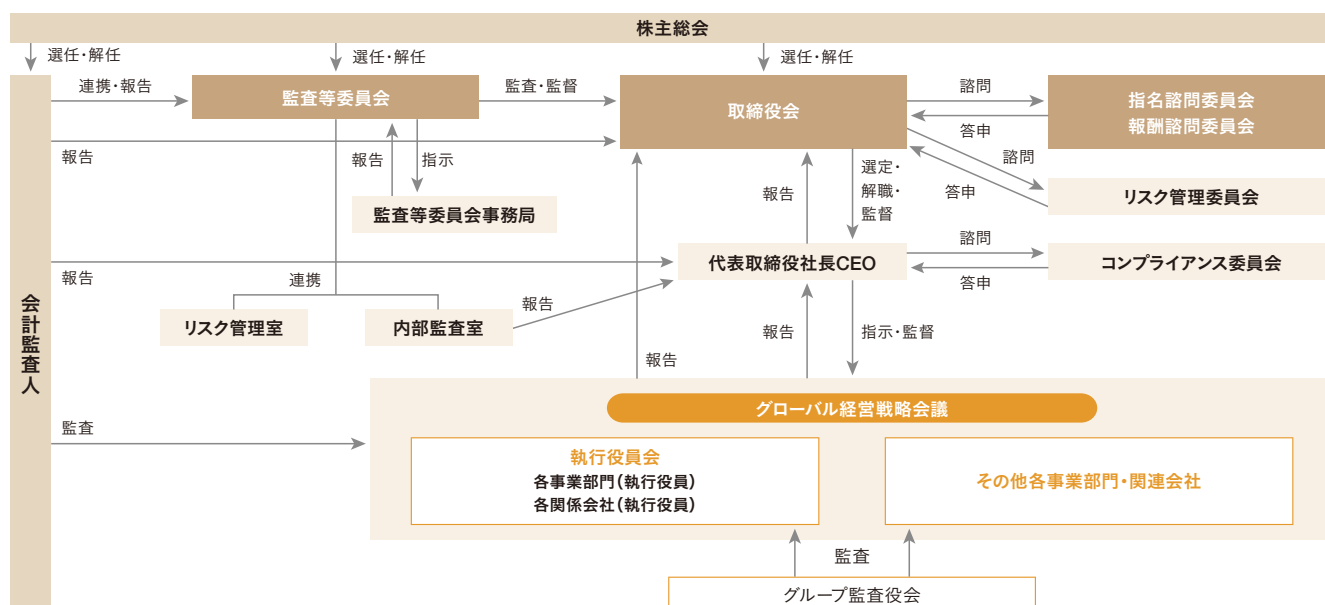 株主総会
選任・解任
選任・解任
選任・解任
会計監査人
連携・報告
監査等委員会
監査・監督
取締役会
諮問
答申
指名諮問委員会
報酬諮問委員会
報告
報告
指示
監査等委員会事務局
報告
選定・
解職・
監督
諮問
答申
リスク管理委員会
報告
代表取締役社長CEO
諮問
答申
コンプライアンス委員会
連携
リスク管理室
内部監査室
報告
報告
報告
指示・監督
監査
グローバル経営戦略会議
執行役員会
各事業部門(執行役員)
各関係会社(執行役員)
その他各事業部門・関連会社
監査
グループ監査役会